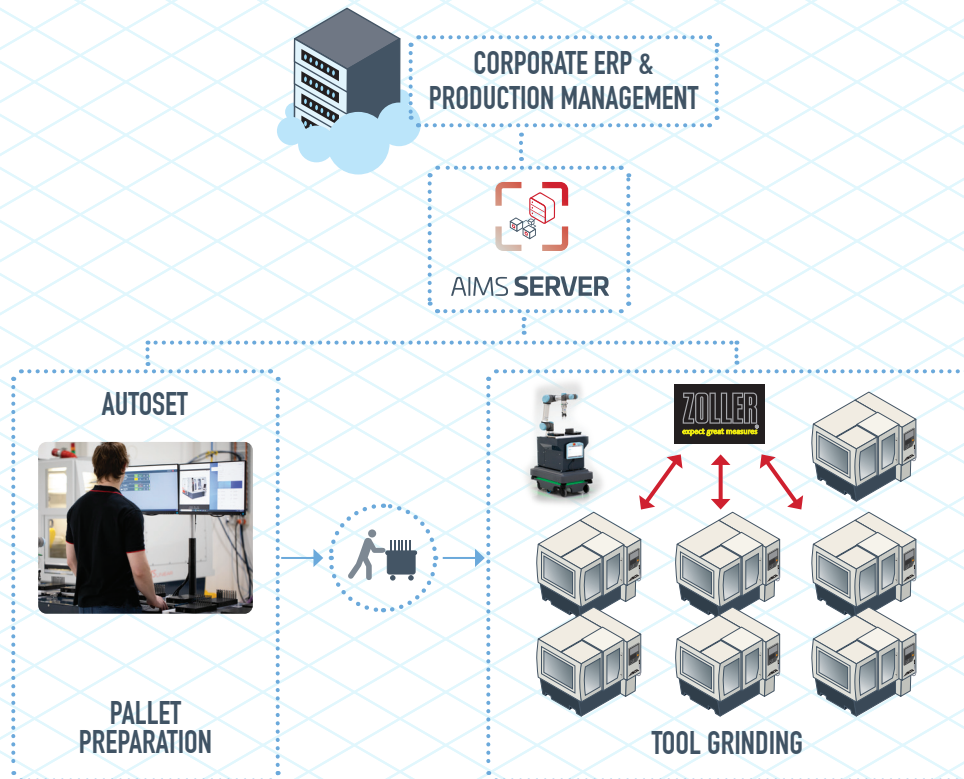 CORPORATE ERP &
PRODUCTION MANAGEMENT
AIMS SERVER
AUTOSET
ZOLLER
expect great measures
PALLET
PREPARATION
TOOL GRINDING